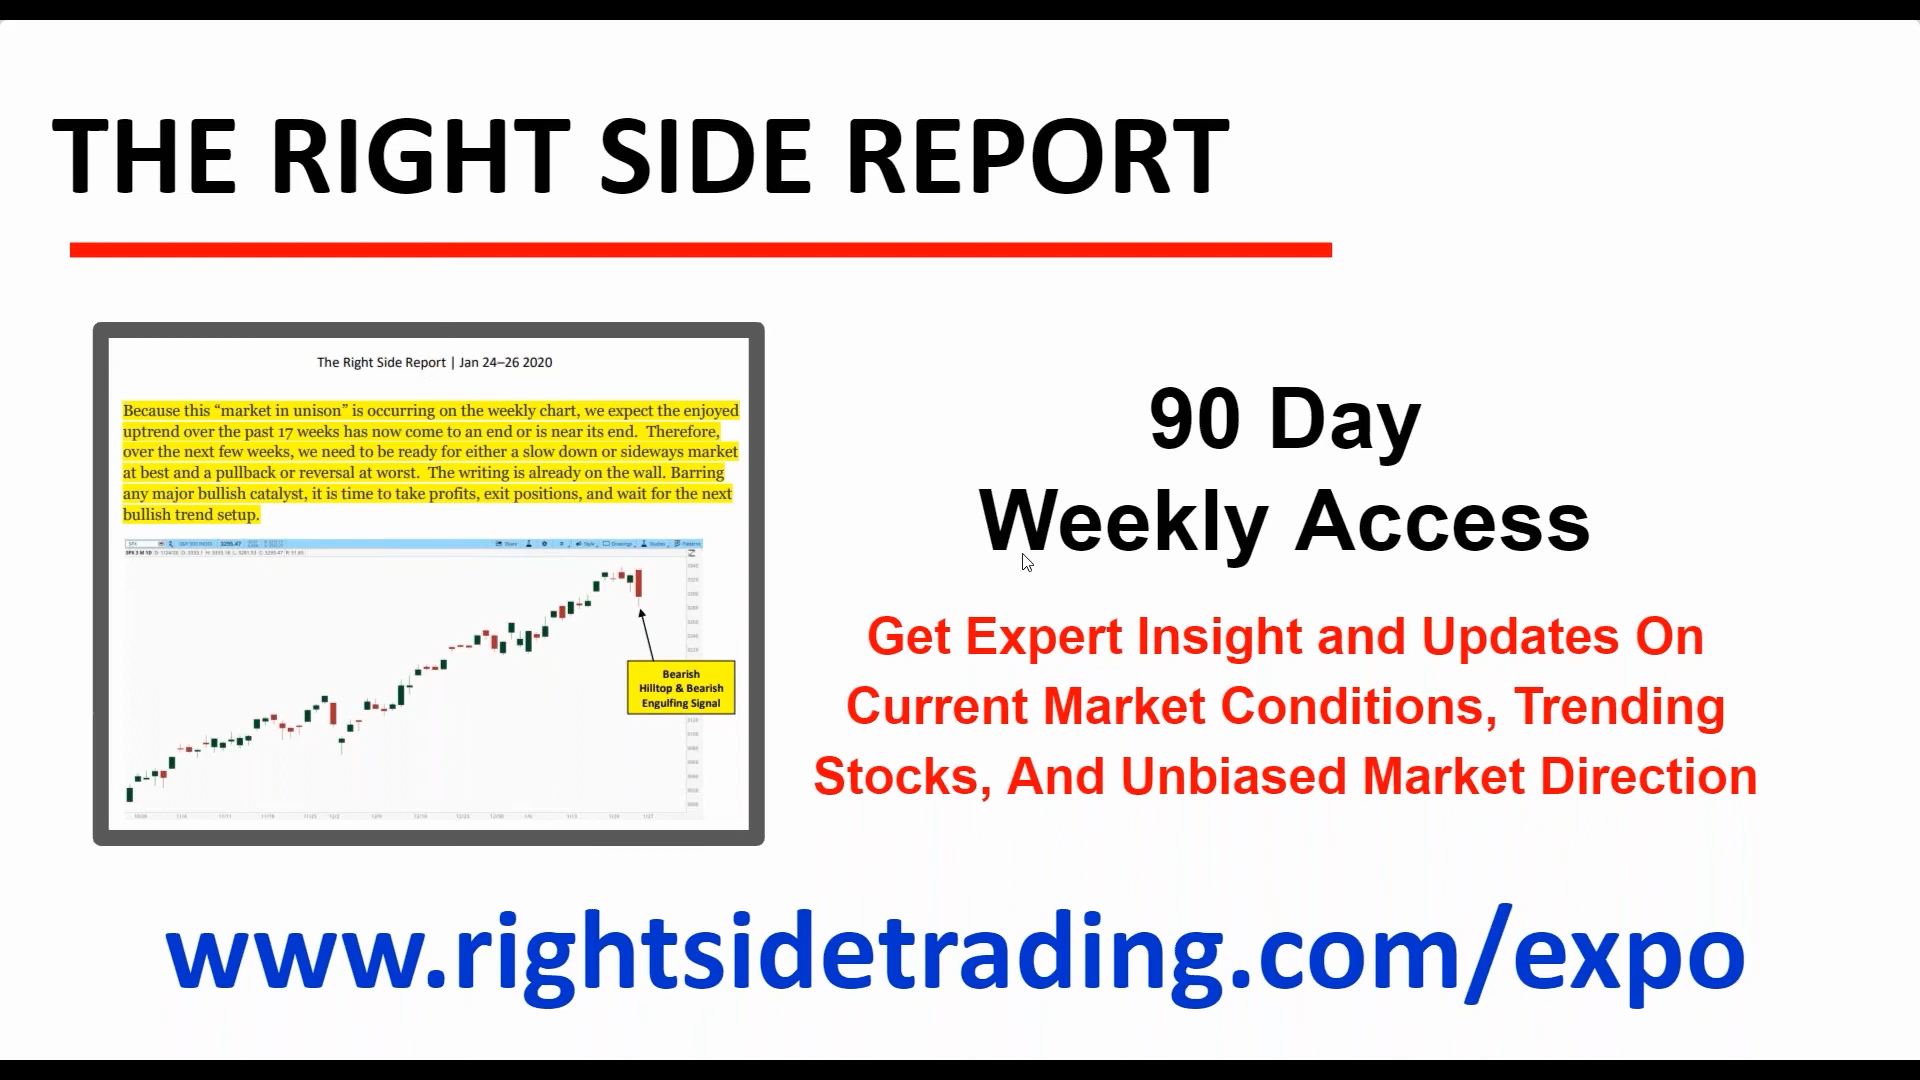 THE RIGHT SIDE REPORT
The Right Side Report | Jan 24–26 2020
Because this “market in unison” is occurring on the weekly chart, we expect the enjoyed
uptrend over the past 17 weeks has now come to an end or is near its end. Therefore,
over the next few weeks, we need to be ready for either a slow down or sideways market
at best and a pullback or reversal at worst. The writing is already on the wall. Barring
any major bullish catalyst, it is time to take profits, exit positions, and wait for the next
bullish trend setup.
Bearish
Hilltop & Bearish
Engulfing Signal
90 Day
Weekly Access
Get Expert Insight and Updates On
Current Market Conditions, Trending
Stocks, And Unbiased Market Direction
www.rightsidetrading.com/expo